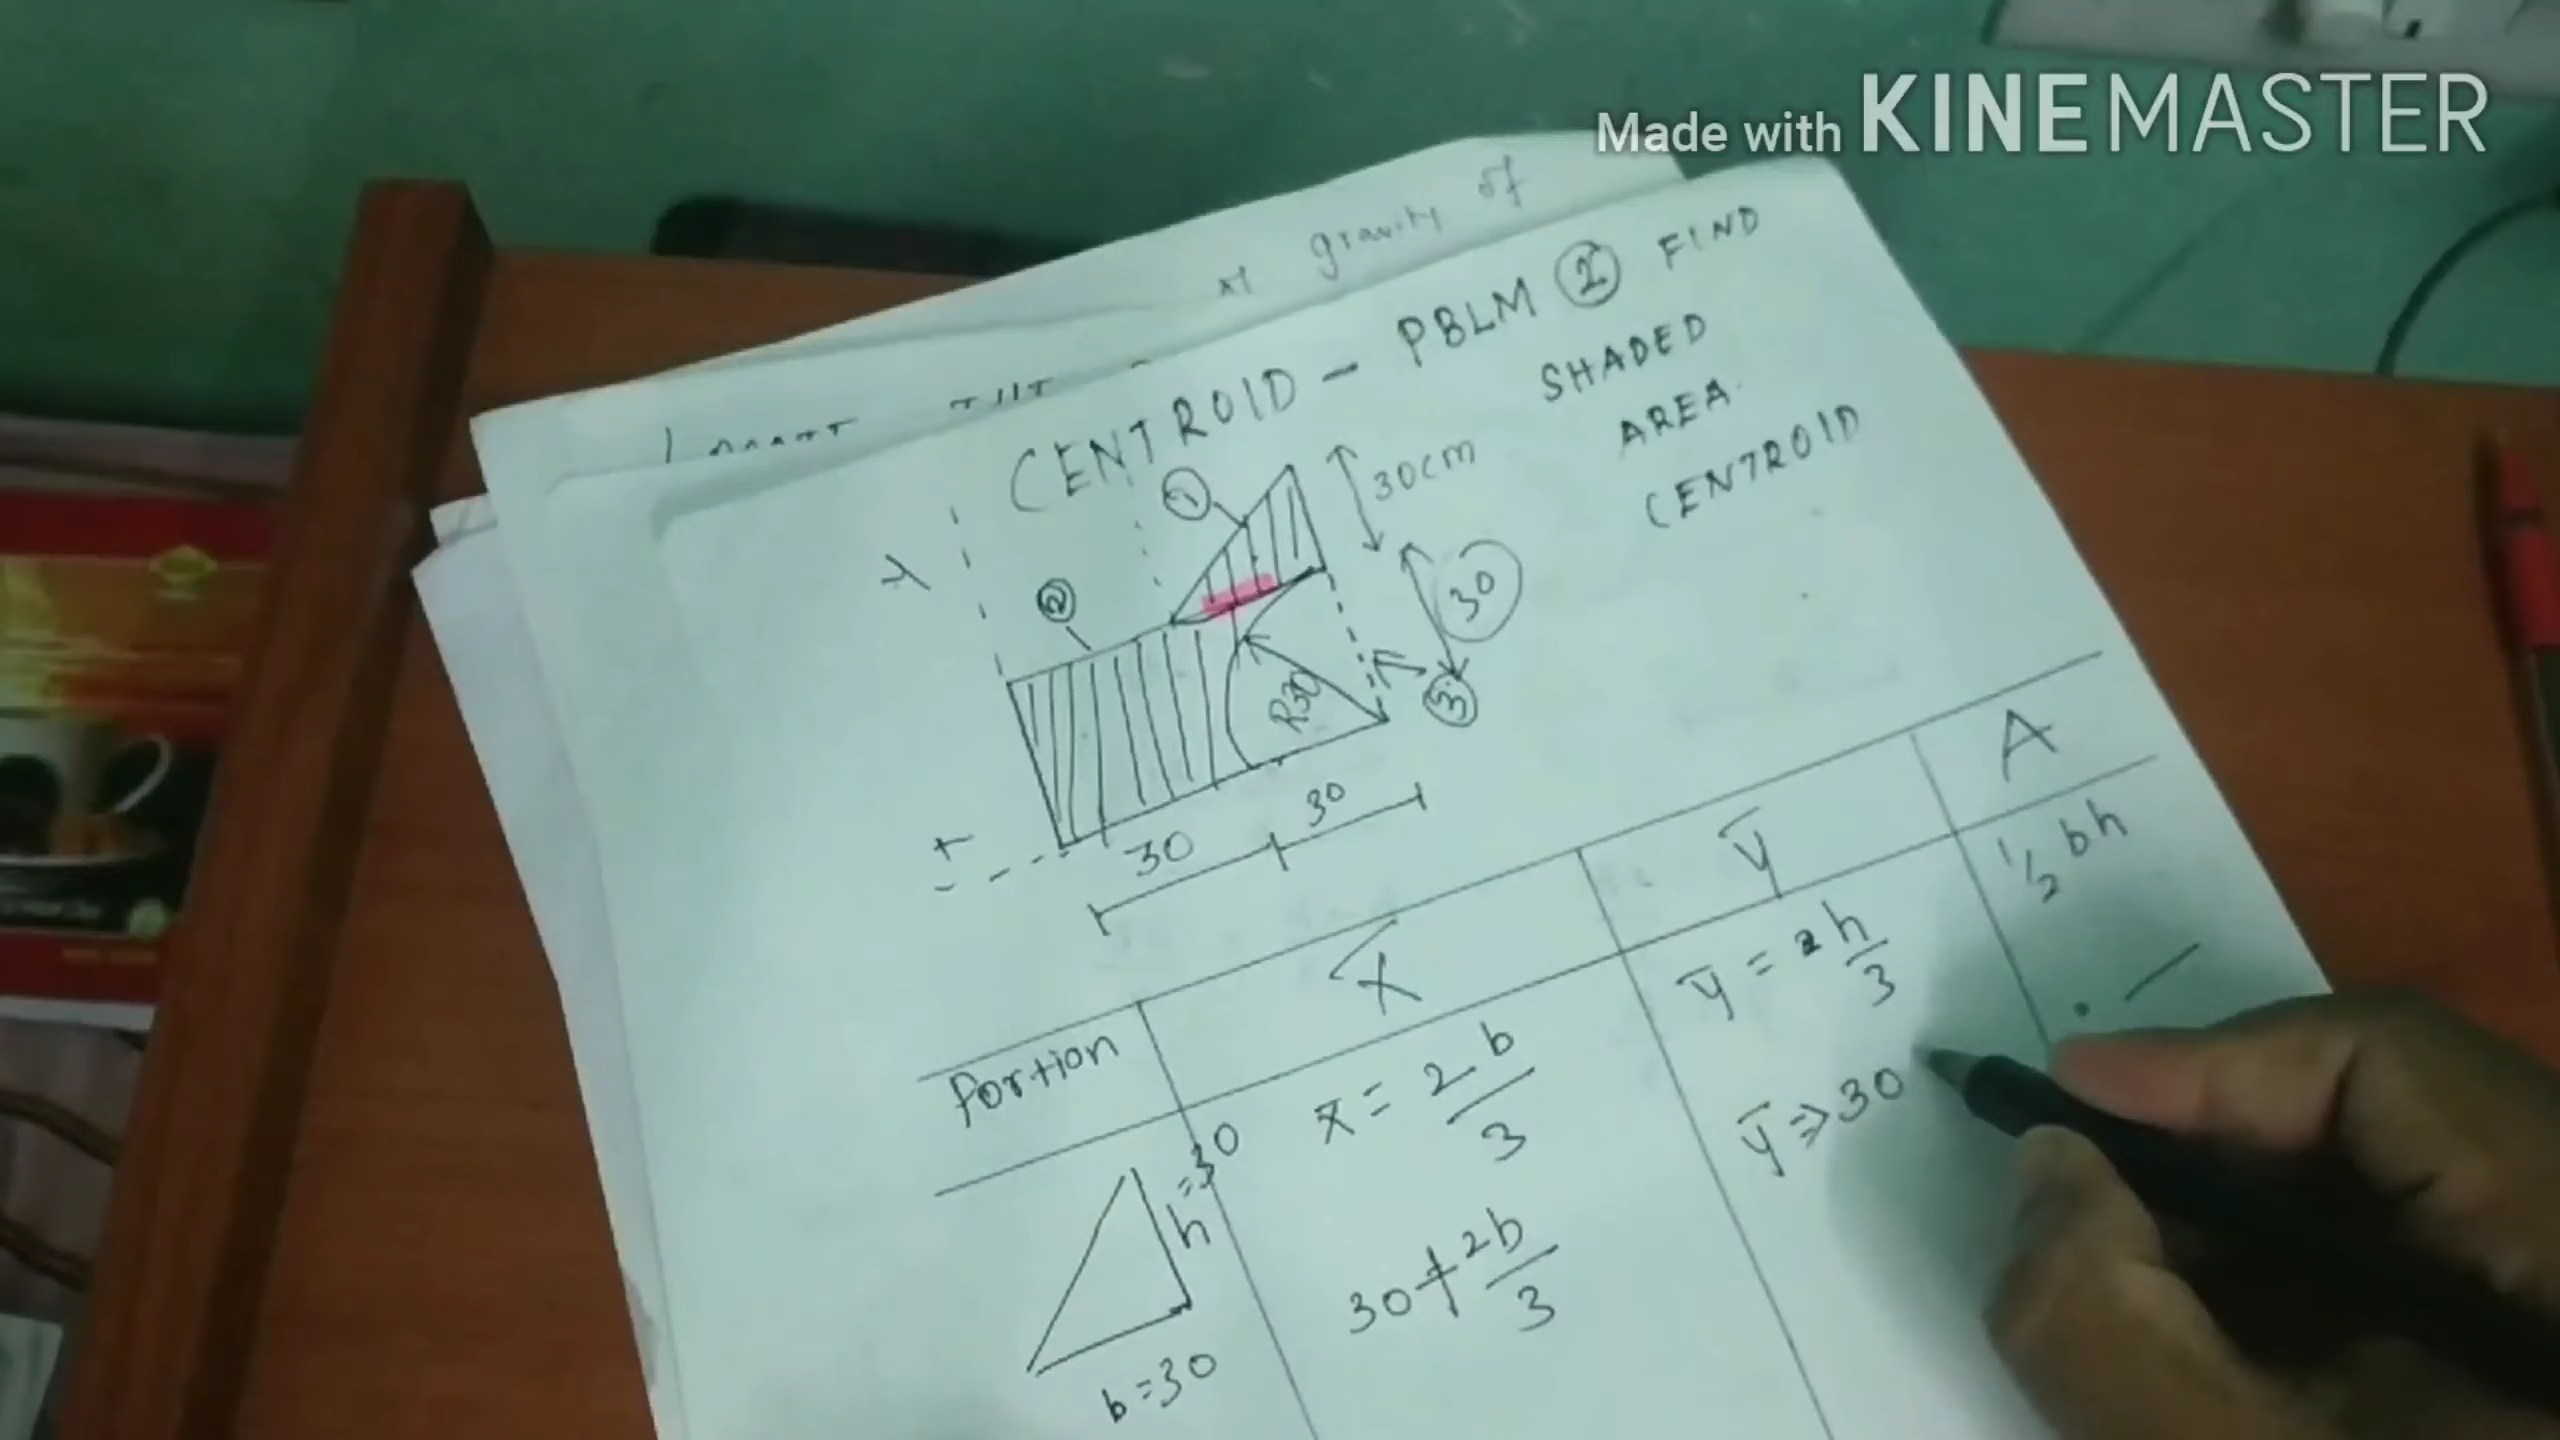 Made with KINEMASTER
gravity of
CENTROID - PBLM 2 FIND
SHADED
AREA.
CENTROID
1
30cm
2
30
R30
3
30
30
Portion
x̄
ȳ
A
h=30
b=30
x̄ = 2b/3
30+2b/3
ȳ = h/3
ȳ ⇒ 30
1/2 bh